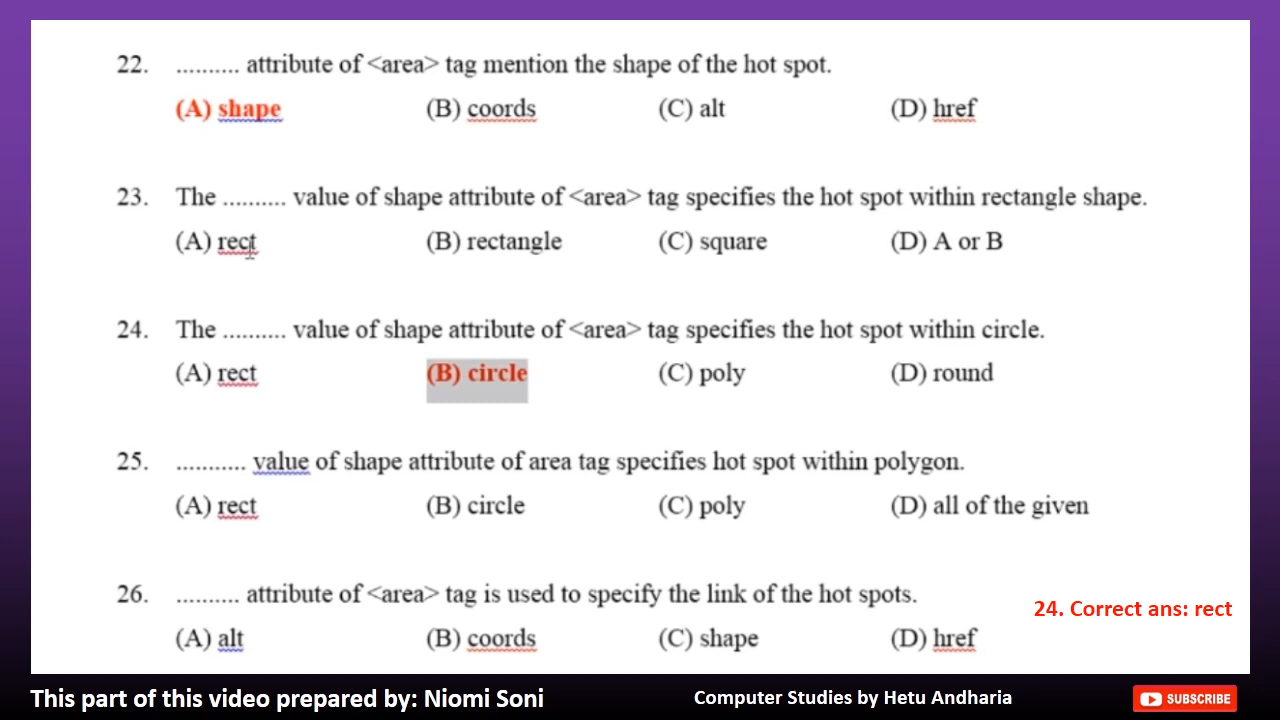 22. .......... attribute of <area> tag mention the shape of the hot spot.
(A) shape (B) coords (C) alt (D) href
23. The .......... value of shape attribute of <area> tag specifies the hot spot within rectangle shape.
(A) rect (B) rectangle (C) square (D) A or B
24. The .......... value of shape attribute of <area> tag specifies the hot spot within circle.
(A) rect (B) circle (C) poly (D) round
25. ........... value of shape attribute of area tag specifies hot spot within polygon.
(A) rect (B) circle (C) poly (D) all of the given
26. .......... attribute of <area> tag is used to specify the link of the hot spots.
24. Correct ans: rect
(A) alt (B) coords (C) shape (D) href
This part of this video prepared by: Niomi Soni Computer Studies by Hetu Andharia SUBSCRIBE